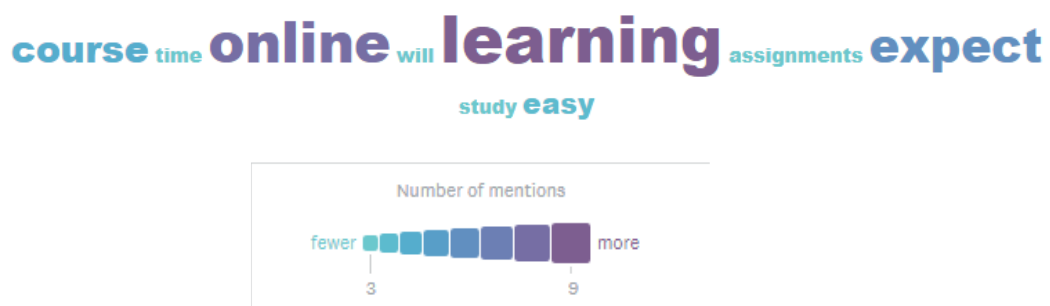 course time online will learning assignments expect
study easy
Number of mentions
fewer more
3 9